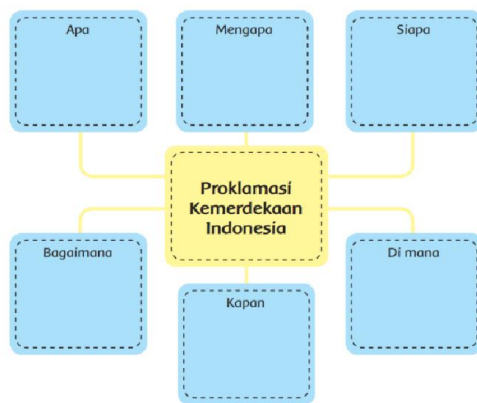 Apa
Mengapa
Siapa
Proklamasi
Kemerdekaan
Indonesia
Bagaimana
Kapan
Di mana